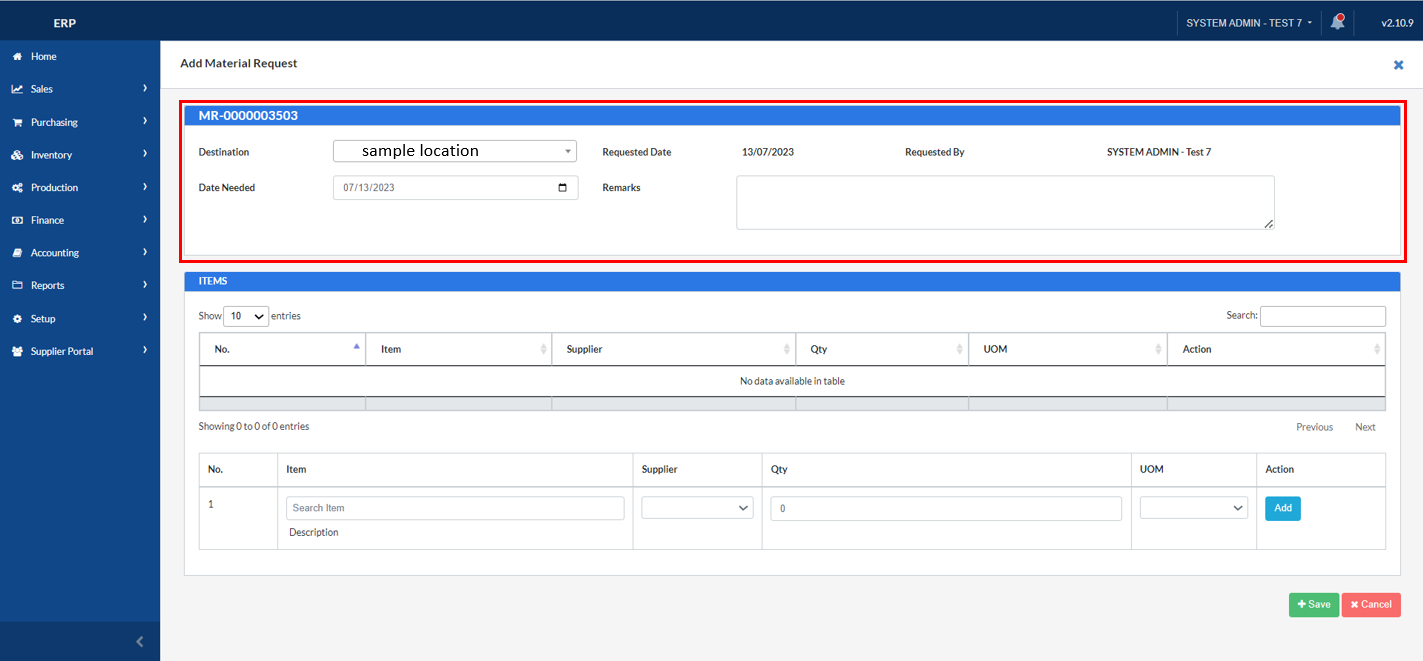 ERP
SYSTEM ADMIN - TEST 7
v2.10.9
Home
Sales
Purchasing
Inventory
Production
Finance
Accounting
Reports
Setup
Supplier Portal
Add Material Request
MR-0000003503
Destination sample location Requested Date 13/07/2023 Requested By SYSTEM ADMIN - Test 7
Date Needed 07/13/2023 Remarks
ITEMS
Show 10 entries Search:
No. Item Supplier Qty UOM Action
No data available in table
Showing 0 to 0 of 0 entries Previous Next
No. Item Supplier Qty UOM Action
1 Search Item 0 Add
Description
Save Cancel